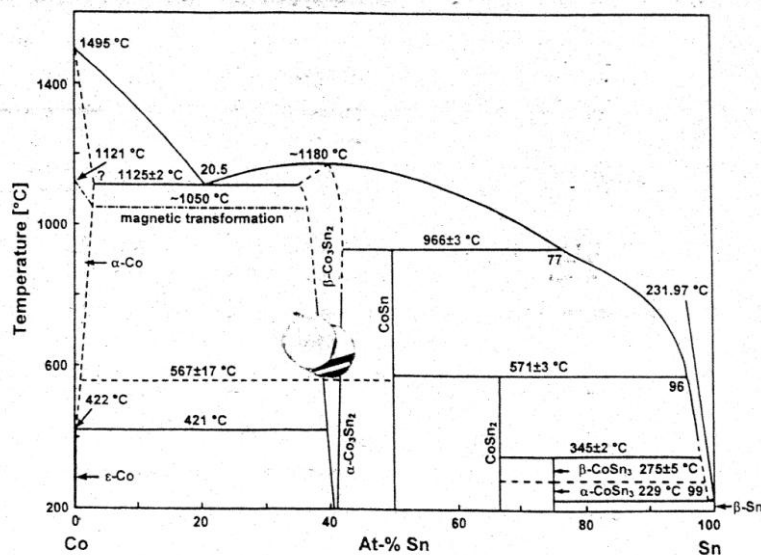 1495 °C
1400
1121 °C
~1180 °C
20.5
? 1125±2 °C
~1050 °C
magnetic transformation
1000
Temperature [°C]
β-Co₃Sn₂
966±3 °C
77
α-Co
CoSn
231.97 °C
600
567±17 °C
571±3 °C
96
422 °C
421 °C
α-Co₃Sn₂
CoSn₂
345±2 °C
β-CoSn₃ 275±5 °C
ε-Co
α-CoSn₃ 229 °C 99
200
β-Sn
0 20 40 60 80 100
Co At-% Sn Sn